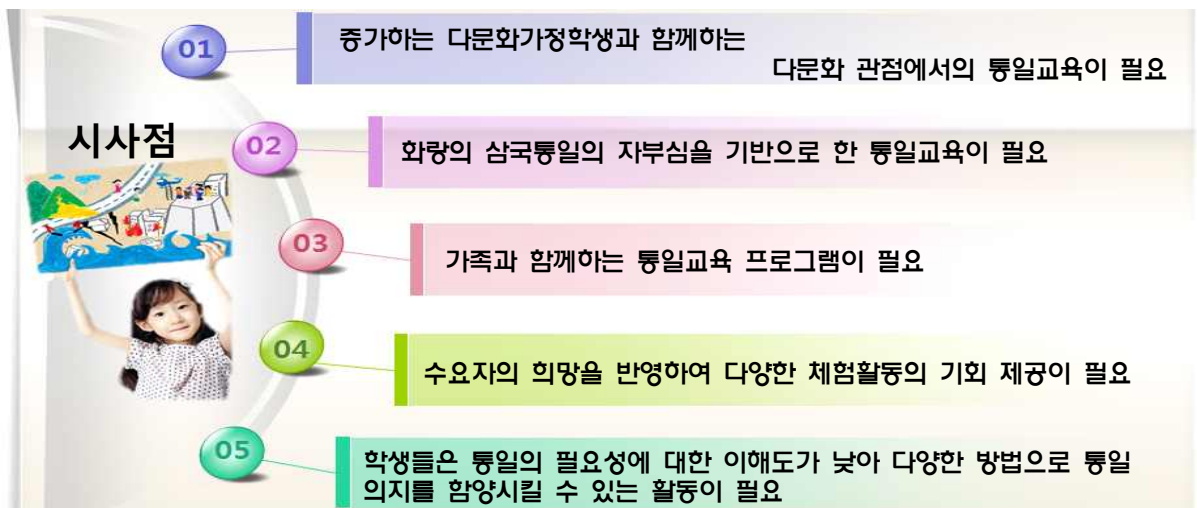 01
증가하는 다문화가정학생과 함께하는
다문화 관점에서의 통일교육이 필요
시사점
02
화랑의 삼국통일의 자부심을 기반으로 한 통일교육이 필요
03
가족과 함께하는 통일교육 프로그램이 필요
04
수요자의 희망을 반영하여 다양한 체험활동의 기회 제공이 필요
05
학생들은 통일의 필요성에 대한 이해도가 낮아 다양한 방법으로 통일
의지를 함양시킬 수 있는 활동이 필요